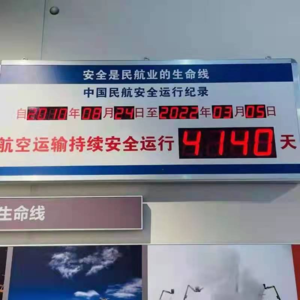 安全是民航业的生命线
中国民航安全运行纪录
自2010年08月24日至2022年03月05日
航空运输持续安全运行4140天
生命线